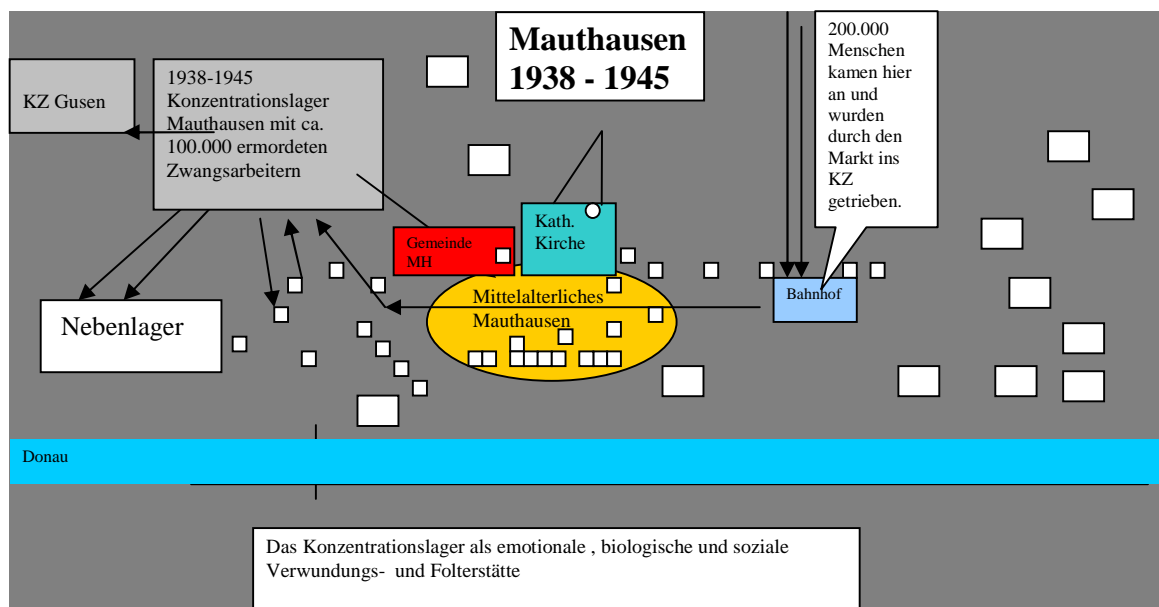 Mauthausen
1938 - 1945
200.000
Menschen
kamen hier
an und
wurden
durch den
Markt ins
KZ
getrieben.
KZ Gusen
1938-1945
Konzentrationslager
Mauthausen mit ca.
100.000 ermordeten
Zwangsarbeitern
Kath.
Kirche
Gemeinde
MH
Mittelalterliches
Mauthausen
Bahnhof
Nebenlager
Donau
Das Konzentrationslager als emotionale , biologische und soziale
Verwundungs- und Folterstätte